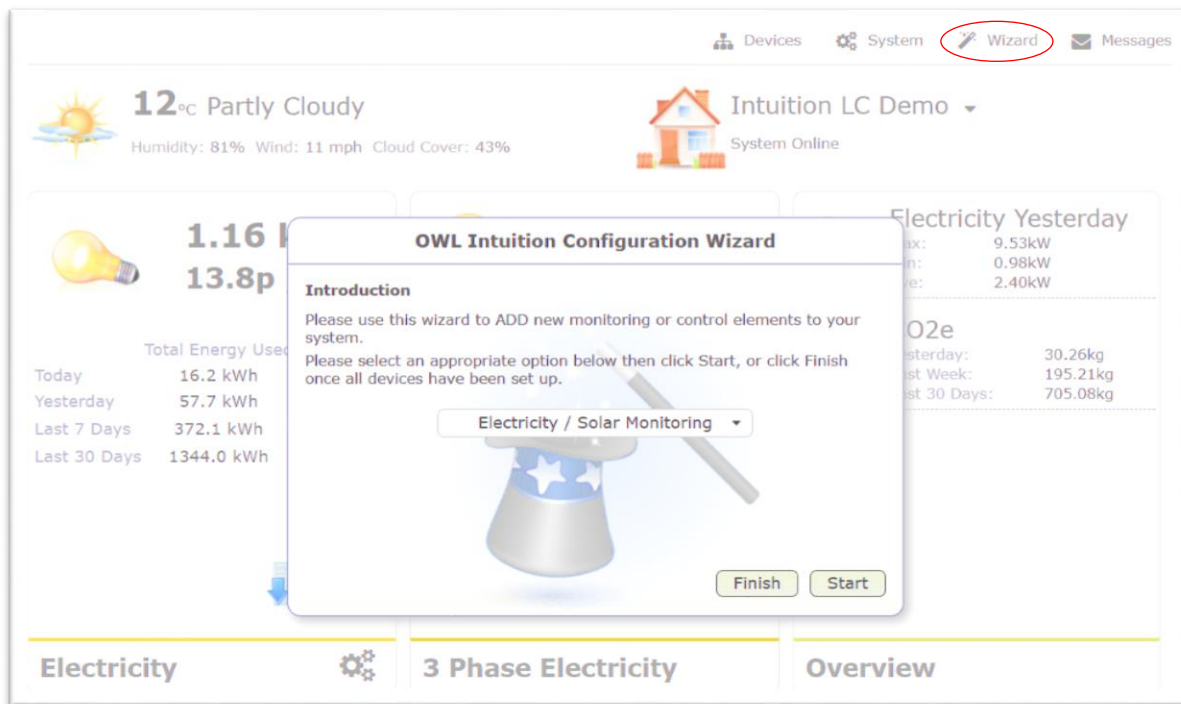 Devices System Wizard Messages
12°C Partly Cloudy
Humidity: 81% Wind: 11 mph Cloud Cover: 43%
Intuition LC Demo
System Online
1.16
13.8p
Total Energy Used
Today 16.2 kWh
Yesterday 57.7 kWh
Last 7 Days 372.1 kWh
Last 30 Days 1344.0 kWh
OWL Intuition Configuration Wizard
Introduction
Please use this wizard to ADD new monitoring or control elements to your
system.
Please select an appropriate option below then click Start, or click Finish
once all devices have been set up.
Electricity / Solar Monitoring
Finish Start
Electricity Yesterday
9.53kW
0.98kW
2.40kW
O2e
30.26kg
Week: 195.21kg
30 Days: 705.08kg
Electricity
3 Phase Electricity
Overview